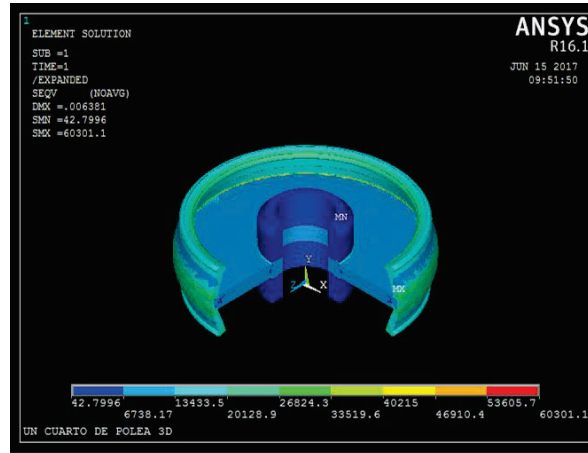 1
ELEMENT SOLUTION
SUB =1
TIME=1
/EXPANDED
SEQV (NOAVG)
DMX =.006381
SMN =42.7996
SMX =60301.1
ANSYS
R16.1
JUN 15 2017
09:51:50
MN
Y
Z X
MX
42.7996 13433.5 26824.3 40215 53605.7
6738.17 20128.9 33519.6 46910.4 60301.1
UN CUARTO DE POLEA 3D